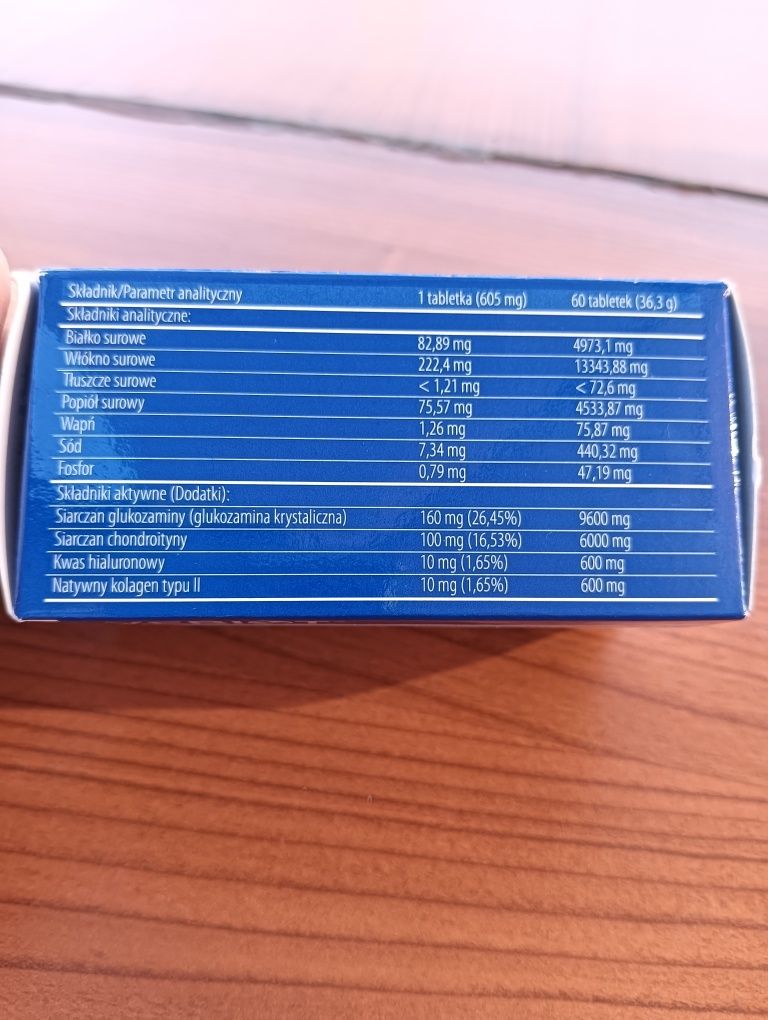 Składnik/Parametr analityczny 1 tabletka (605 mg) 60 tabletek (36,3 g)
Składniki analityczne:
Białko surowe 82,89 mg 4973,1 mg
Włókno surowe 222,4 mg 13343,88 mg
Tłuszcze surowe < 1,21 mg < 72,6 mg
Popiół surowy 75,57 mg 4533,87 mg
Wapń 1,26 mg 75,87 mg
Sód 7,34 mg 440,32 mg
Fosfor 0,79 mg 47,19 mg
Składniki aktywne (Dodatki):
Siarczan glukozaminy (glukozamina krystaliczna) 160 mg (26,45%) 9600 mg
Siarczan chondroityny 100 mg (16,53%) 6000 mg
Kwas hialuronowy 10 mg (1,65%) 600 mg
Natywny kolagen typu II 10 mg (1,65%) 600 mg